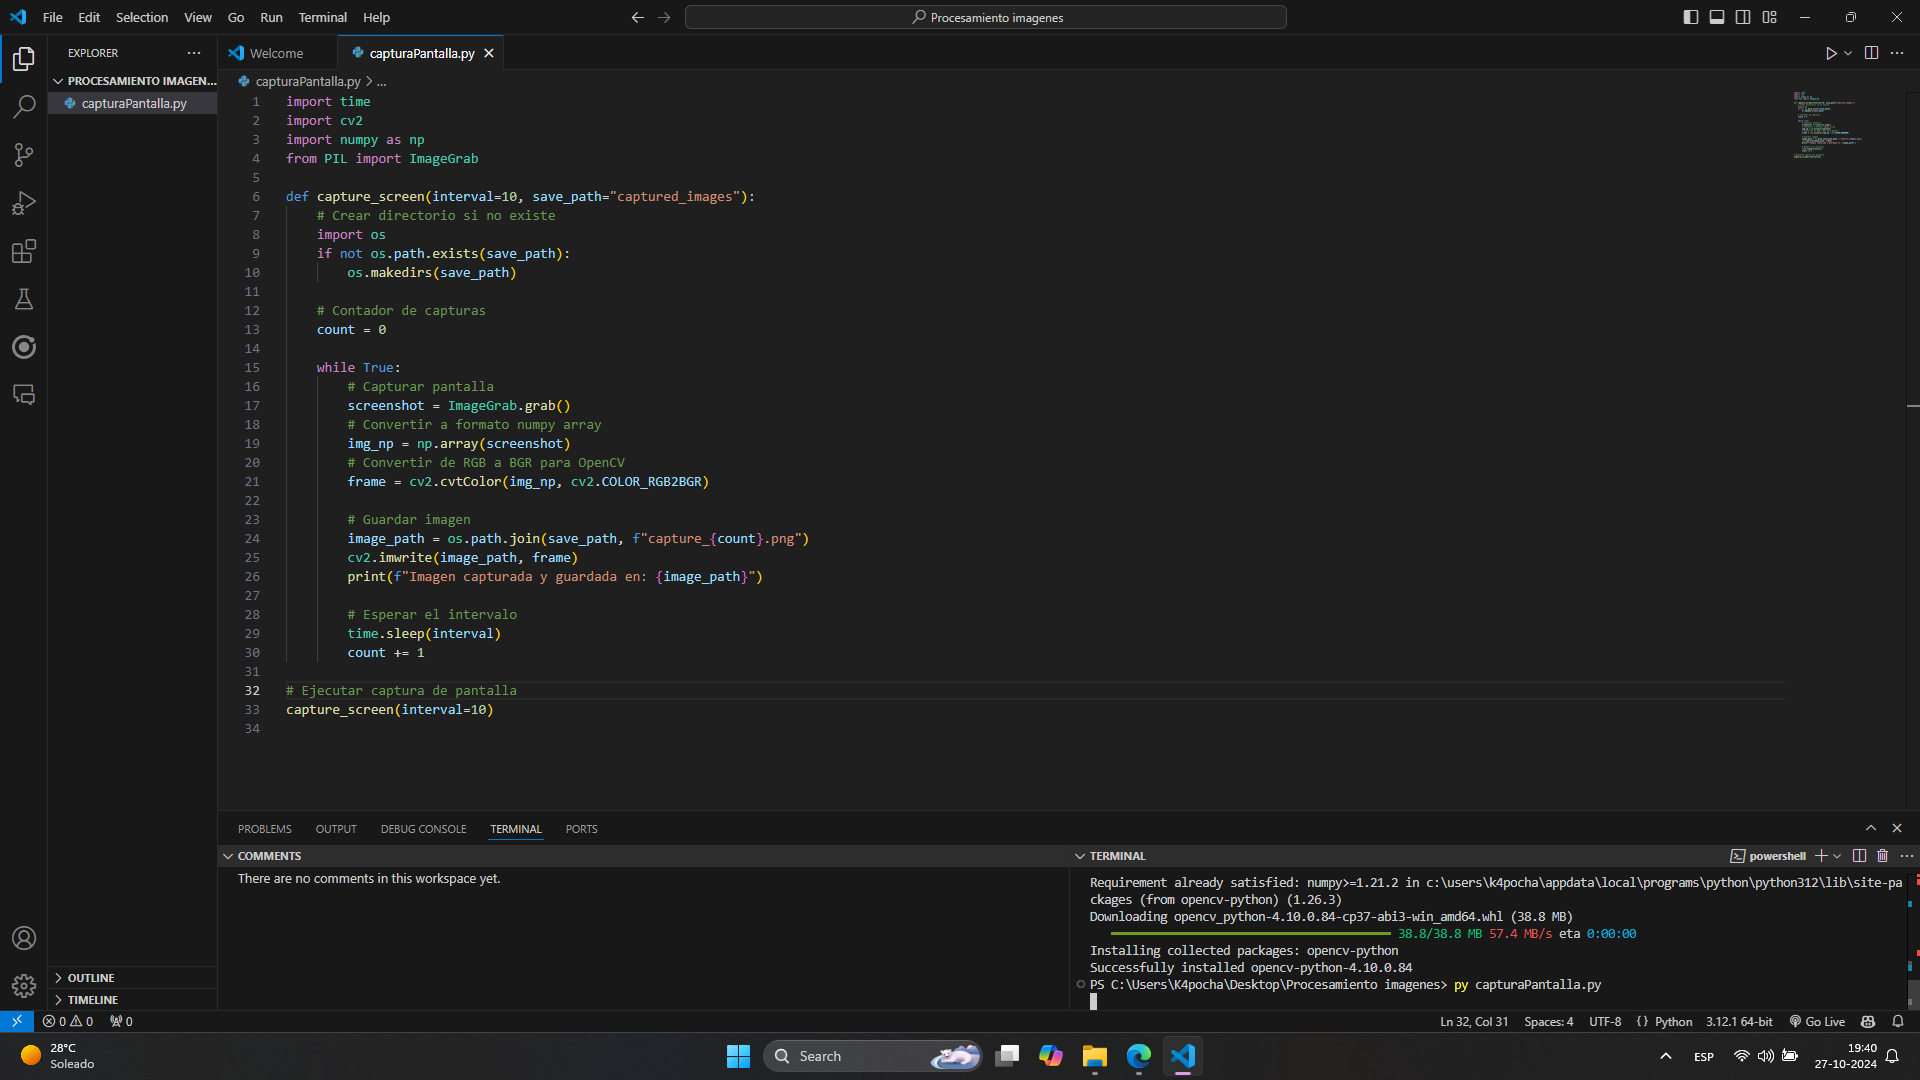 File Edit Selection View Go Run Terminal Help
Procesamiento imagenes
EXPLORER
PROCESAMIENTO IMAGEN...
capturaPantalla.py
OUTLINE
TIMELINE
Welcome
capturaPantalla.py
capturaPantalla.py > ...
1 import time
2 import cv2
3 import numpy as np
4 from PIL import ImageGrab
5
6 def capture_screen(interval=10, save_path="captured_images"):
7 # Crear directorio si no existe
8 import os
9 if not os.path.exists(save_path):
10 os.makedirs(save_path)
11
12 # Contador de capturas
13 count = 0
14
15 while True:
16 # Capturar pantalla
17 screenshot = ImageGrab.grab()
18 # Convertir a formato numpy array
19 img_np = np.array(screenshot)
20 # Convertir de RGB a BGR para OpenCV
21 frame = cv2.cvtColor(img_np, cv2.COLOR_RGB2BGR)
22
23 # Guardar imagen
24 image_path = os.path.join(save_path, f"capture_{count}.png")
25 cv2.imwrite(image_path, frame)
26 print(f"Imagen capturada y guardada en: {image_path}")
27
28 # Esperar el intervalo
29 time.sleep(interval)
30 count += 1
31
32 # Ejecutar captura de pantalla
33 capture_screen(interval=10)
34
PROBLEMS OUTPUT DEBUG CONSOLE TERMINAL PORTS
COMMENTS
There are no comments in this workspace yet.
TERMINAL
powershell
Requirement already satisfied: numpy>=1.21.2 in c:\users\k4pocha\appdata\local\programs\python\python312\lib\site-pa
ckages (from opencv-python) (1.26.3)
Downloading opencv_python-4.10.0.84-cp37-abi3-win_amd64.whl (38.8 MB)
38.8/38.8 MB 57.4 MB/s eta 0:00:00
Installing collected packages: opencv-python
Successfully installed opencv-python-4.10.0.84
PS C:\Users\K4pocha\Desktop\Procesamiento imagenes> py capturaPantalla.py
0 0 0
Ln 32, Col 31 Spaces: 4 UTF-8 {} Python 3.12.1 64-bit Go Live
28°C
Soleado
Search
ESP
19:40
27-10-2024